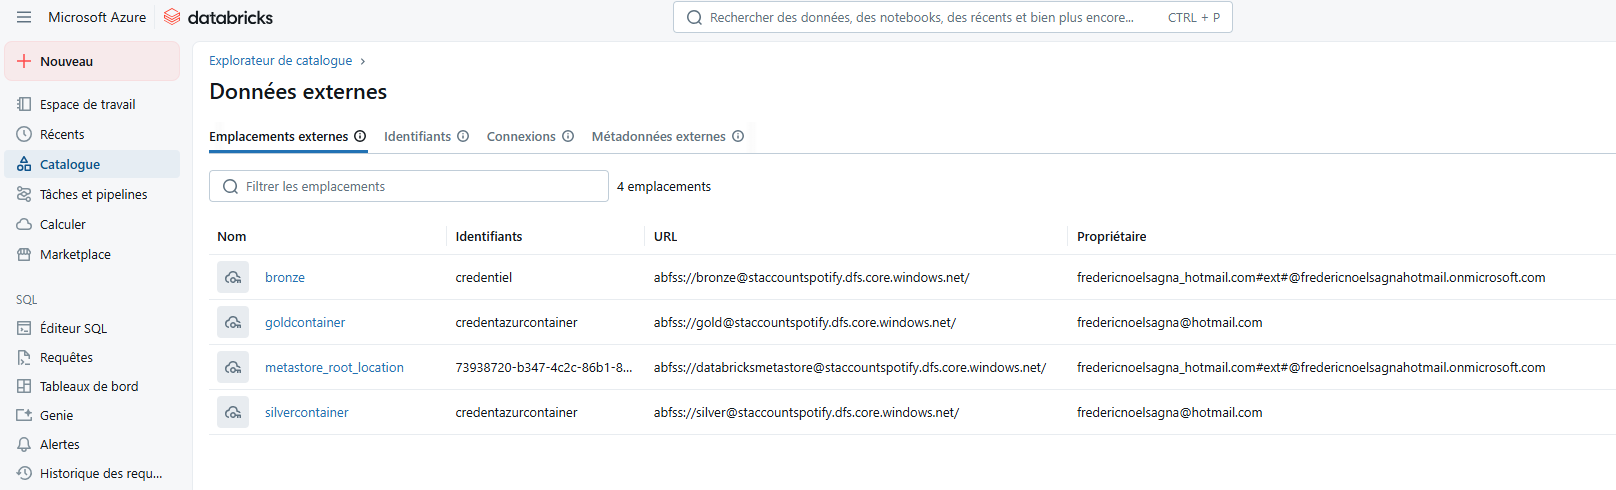 Microsoft Azure databricks
Rechercher des données, des notebooks, des récents et bien plus encore... CTRL + P
Nouveau
Espace de travail
Récents
Catalogue
Tâches et pipelines
Calculer
Marketplace
SQL
Éditeur SQL
Requêtes
Tableaux de bord
Genie
Alertes
Historique des requ...
Explorateur de catalogue
Données externes
Emplacements externes Identifiants Connexions Métadonnées externes
Filtrer les emplacements 4 emplacements
Nom Identifiants URL Propriétaire
bronze credentiel abfss://bronze@staccountspotify.dfs.core.windows.net/ fredericnoelsagna_hotmail.com#ext#@fredericnoelsagnahotmail.onmicrosoft.com
goldcontainer credentazurcontainer abfss://gold@staccountspotify.dfs.core.windows.net/ fredericnoelsagna@hotmail.com
metastore_root_location 73938720-b347-4c2c-86b1-8... abfss://databricksmetastore@staccountspotify.dfs.core.windows.net/ fredericnoelsagna_hotmail.com#ext#@fredericnoelsagnahotmail.onmicrosoft.com
silvercontainer credentazurcontainer abfss://silver@staccountspotify.dfs.core.windows.net/ fredericnoelsagna@hotmail.com